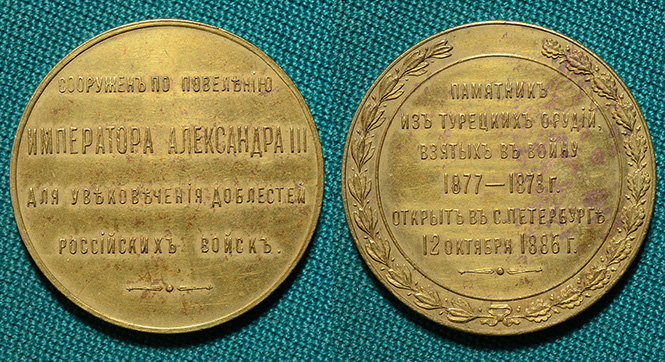 СООРУЖЕНЪ ПО ПОВЕЛѢНІЮ
ИМПЕРАТОРА АЛЕКСАНДРА III
ДЛЯ УВѢКОВѢЧЕНІЯ ДОБЛЕСТЕЙ
РОССІЙСКИХЪ ВОЙСКЪ.
ПАМЯТНИКЪ
ИЗЪ ТУРЕЦКИХЪ ОРУДІЙ,
ВЗЯТЫХЪ ВЪ ВОЙНУ
1877—1878 г.
ОТКРЫТЪ ВЪ С. ПЕТЕРБУРГѢ
12 ОКТЯБРЯ 1886 Г.